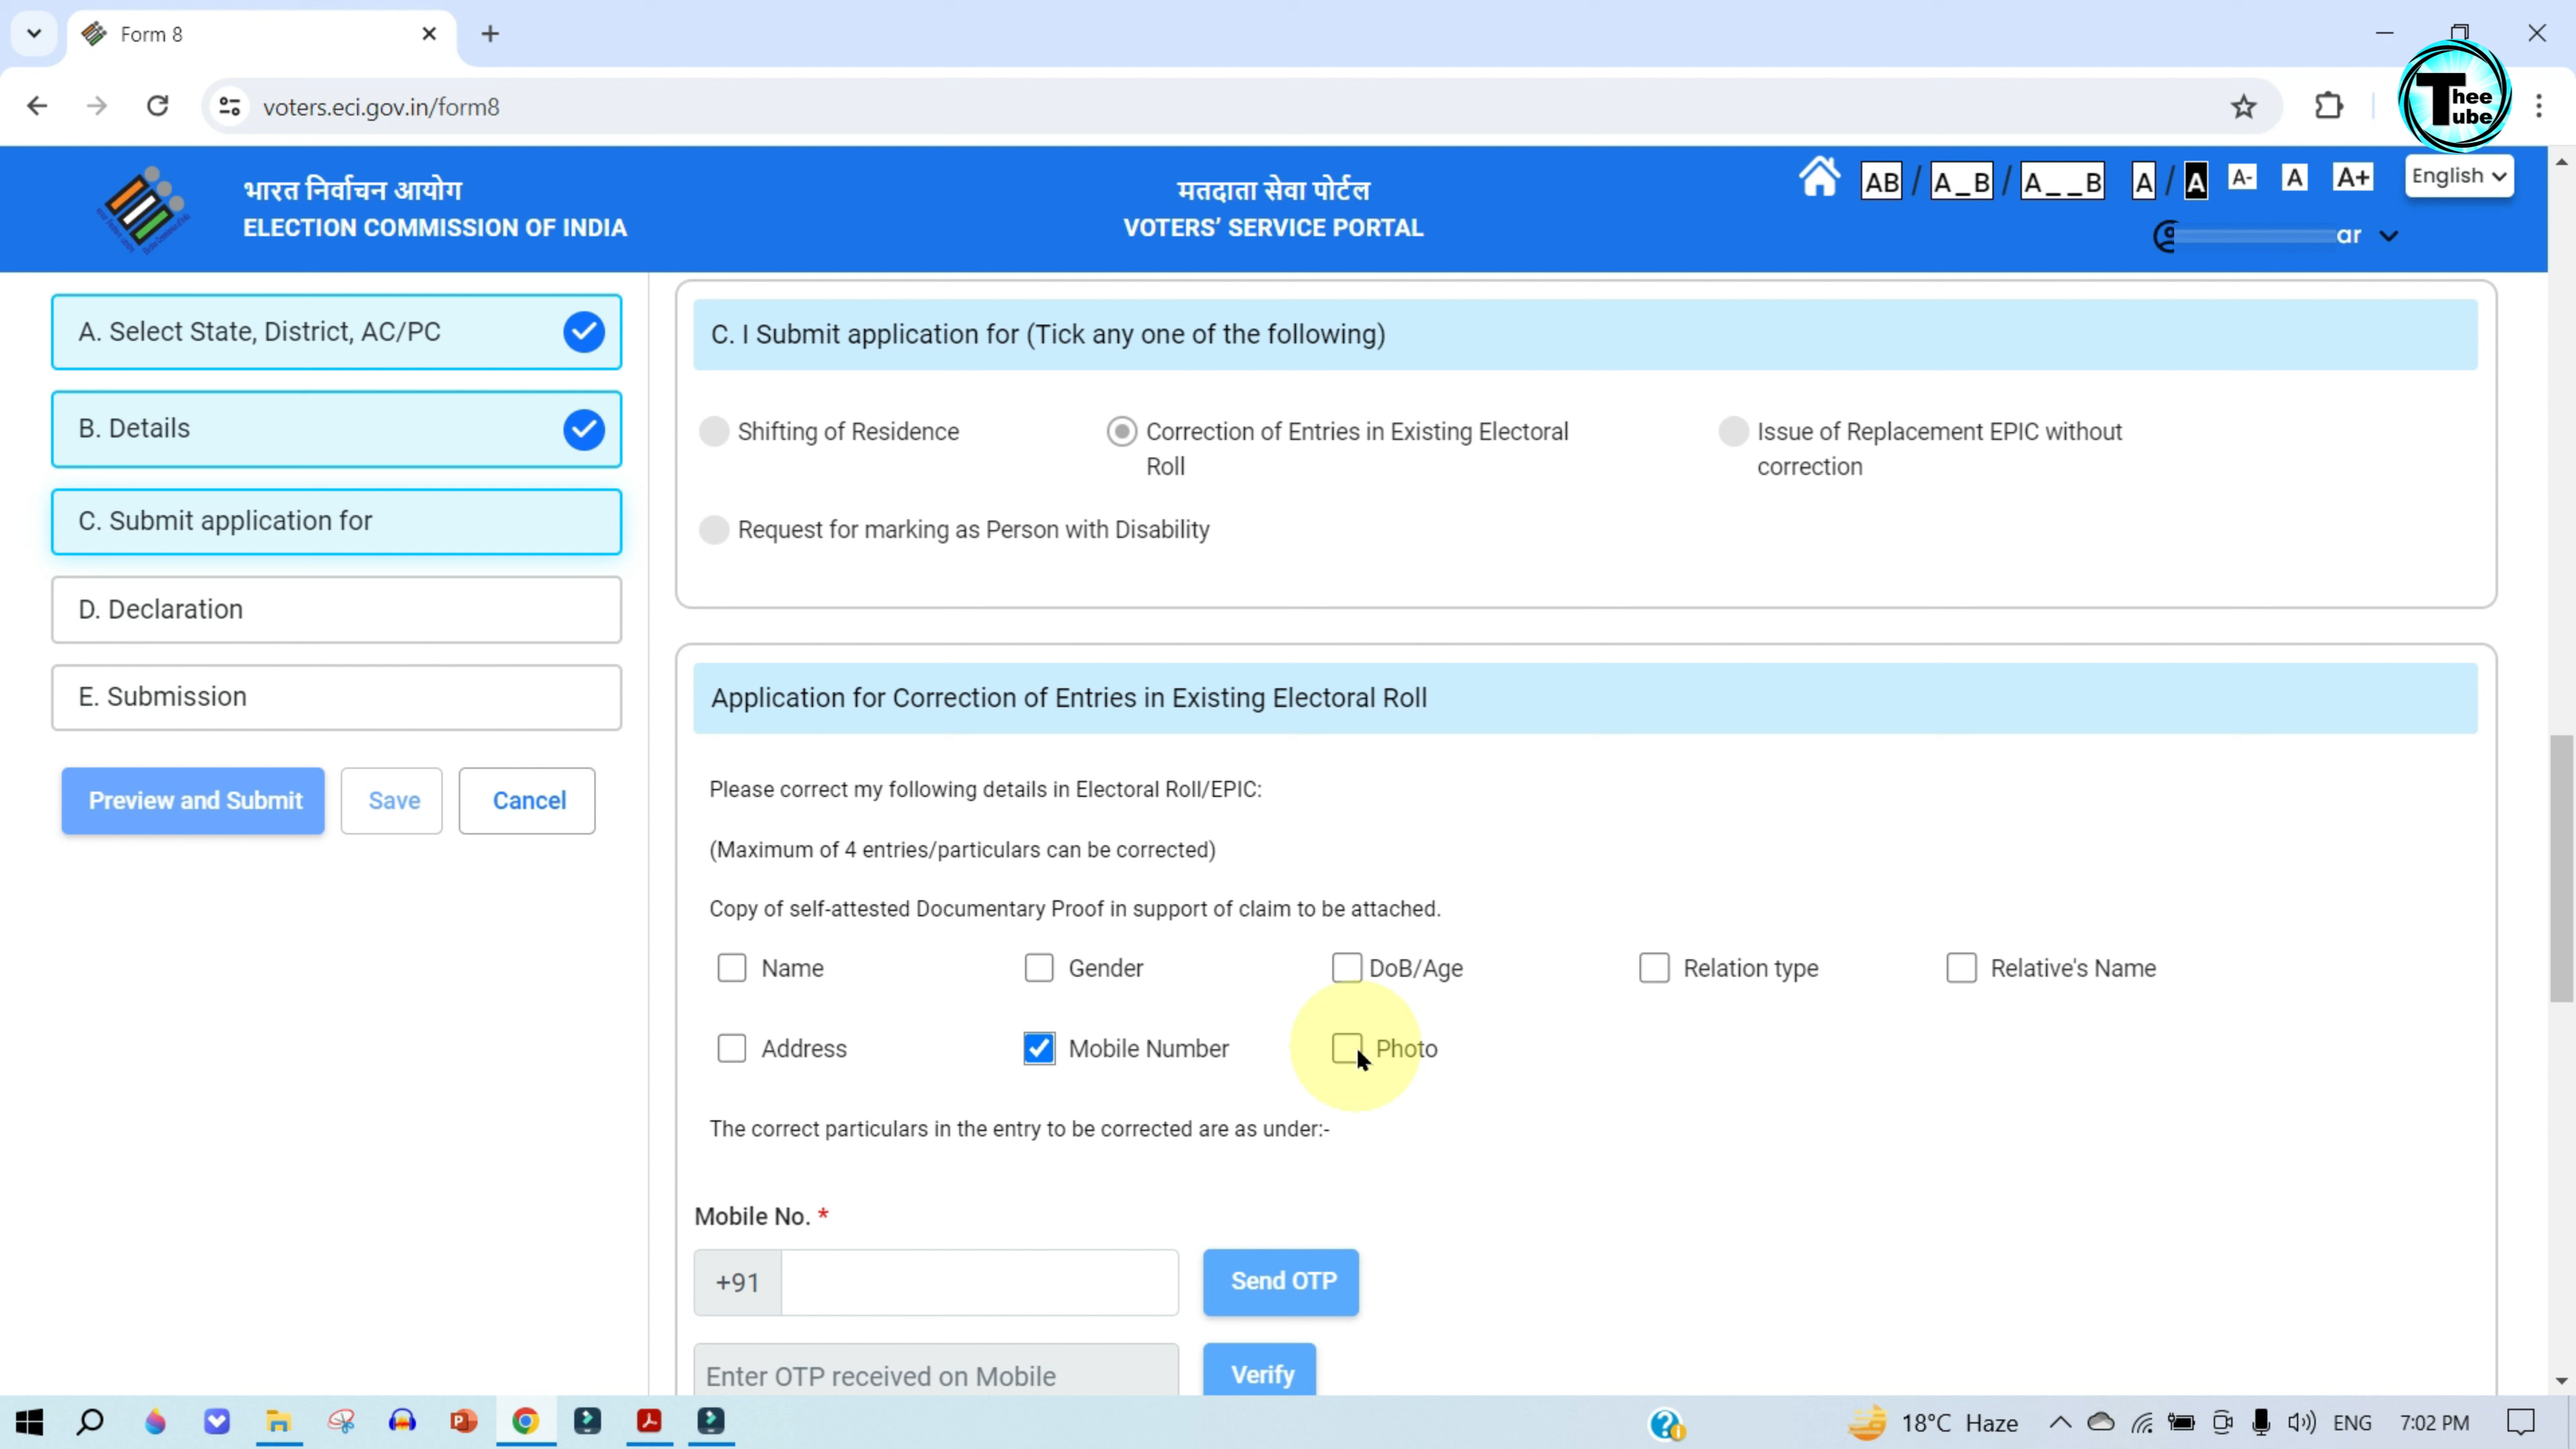 Form 8
voters.eci.gov.in/form8
Thee Tube
भारत निर्वाचन आयोग
ELECTION COMMISSION OF INDIA
मतदाता सेवा पोर्टल
VOTERS' SERVICE PORTAL
AB / A_B / A__B A / A A- A A+ English
ar
A. Select State, District, AC/PC
B. Details
C. Submit application for
D. Declaration
E. Submission
Preview and Submit Save Cancel
C. I Submit application for (Tick any one of the following)
Shifting of Residence
Correction of Entries in Existing Electoral
Roll
Issue of Replacement EPIC without
correction
Request for marking as Person with Disability
Application for Correction of Entries in Existing Electoral Roll
Please correct my following details in Electoral Roll/EPIC:
(Maximum of 4 entries/particulars can be corrected)
Copy of self-attested Documentary Proof in support of claim to be attached.
Name Gender DoB/Age Relation type Relative's Name
Address Mobile Number Photo
The correct particulars in the entry to be corrected are as under:-
Mobile No. *
+91 Send OTP
Enter OTP received on Mobile Verify
18°C Haze ENG 7:02 PM